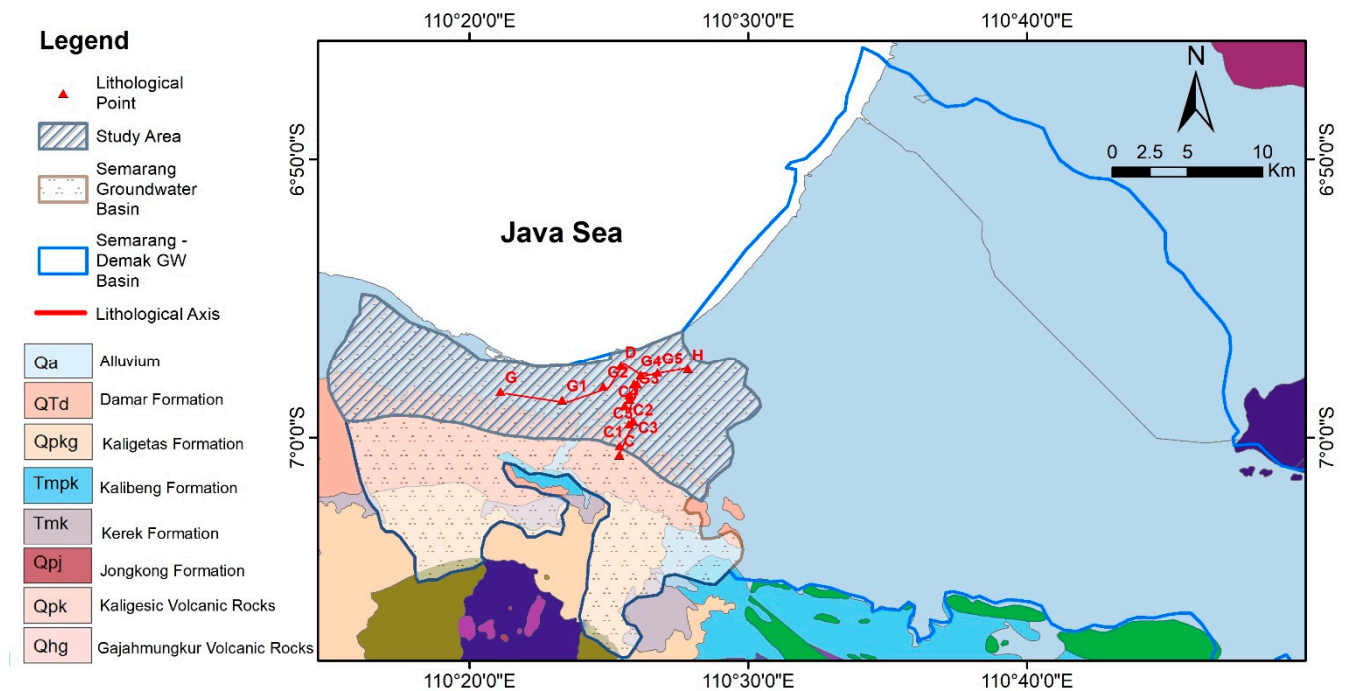 110°20'0"E
110°30'0"E
110°40'0"E
Legend
Lithological
Point
Study Area
Semarang
Groundwater
Basin
Semarang -
Demak GW
Basin
Lithological Axis
Qa Alluvium
QTd Damar Formation
Qpkg Kaligetas Formation
Tmpk Kalibeng Formation
Tmk Kerek Formation
Qpj Jongkong Formation
Qpk Kaligesic Volcanic Rocks
Qhg Gajahmungkur Volcanic Rocks
N
0 2.5 5 10
Km
6°50'0"S
6°50'0"S
Java Sea
D
H
G4
G5
G
G1
G2
G3
C2
C1
C3
C
7°0'0"S
7°0'0"S
110°20'0"E
110°30'0"E
110°40'0"E